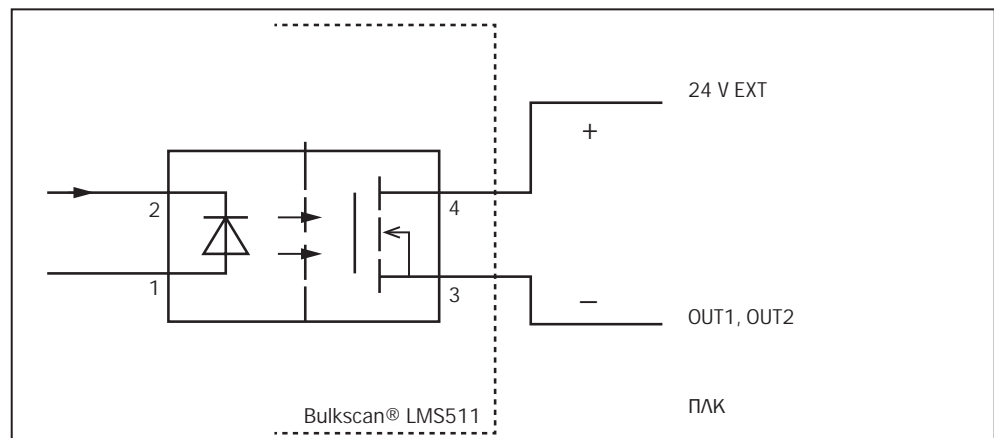 24 V EXT
+
2
4
1
3
–
OUT1, OUT2
Bulkscan® LMS511
ПЛК